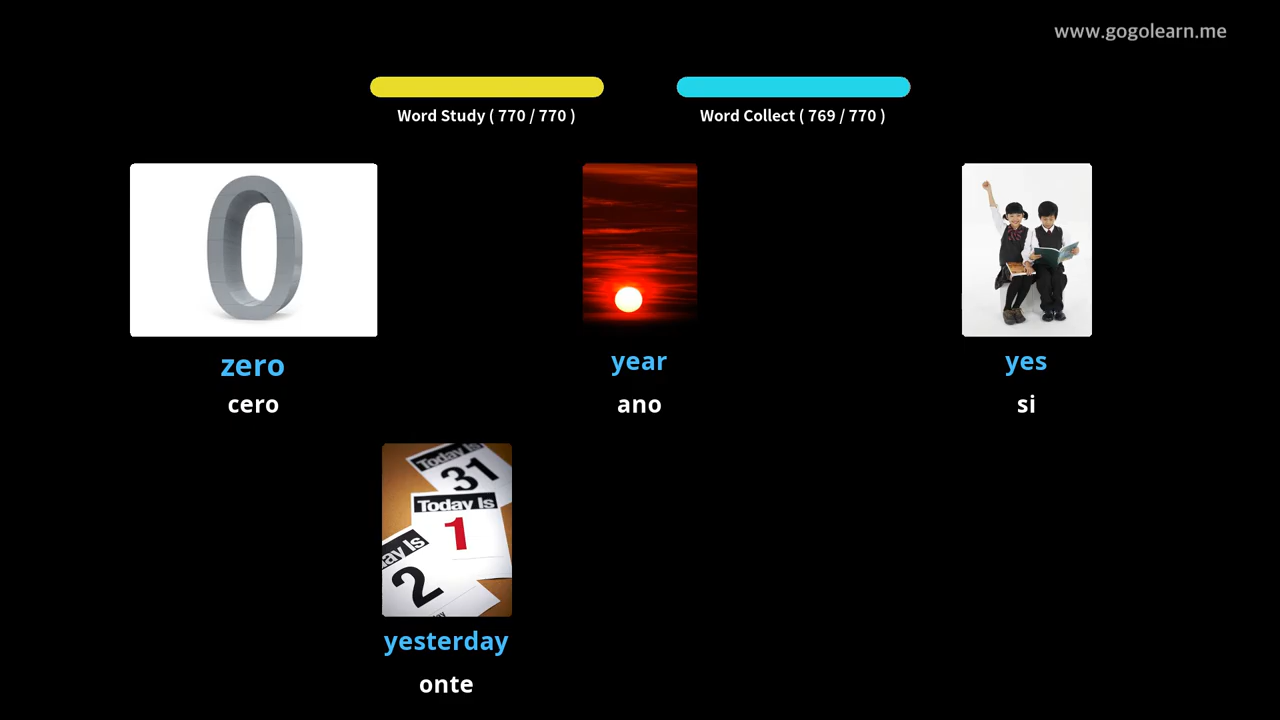 www.gogolearn.me
Word Study ( 770 / 770 )
Word Collect ( 769 / 770 )
zero
year
yes
cero
ano
si
Today Is
31
Today Is
1
ay Is
2
yesterday
onte